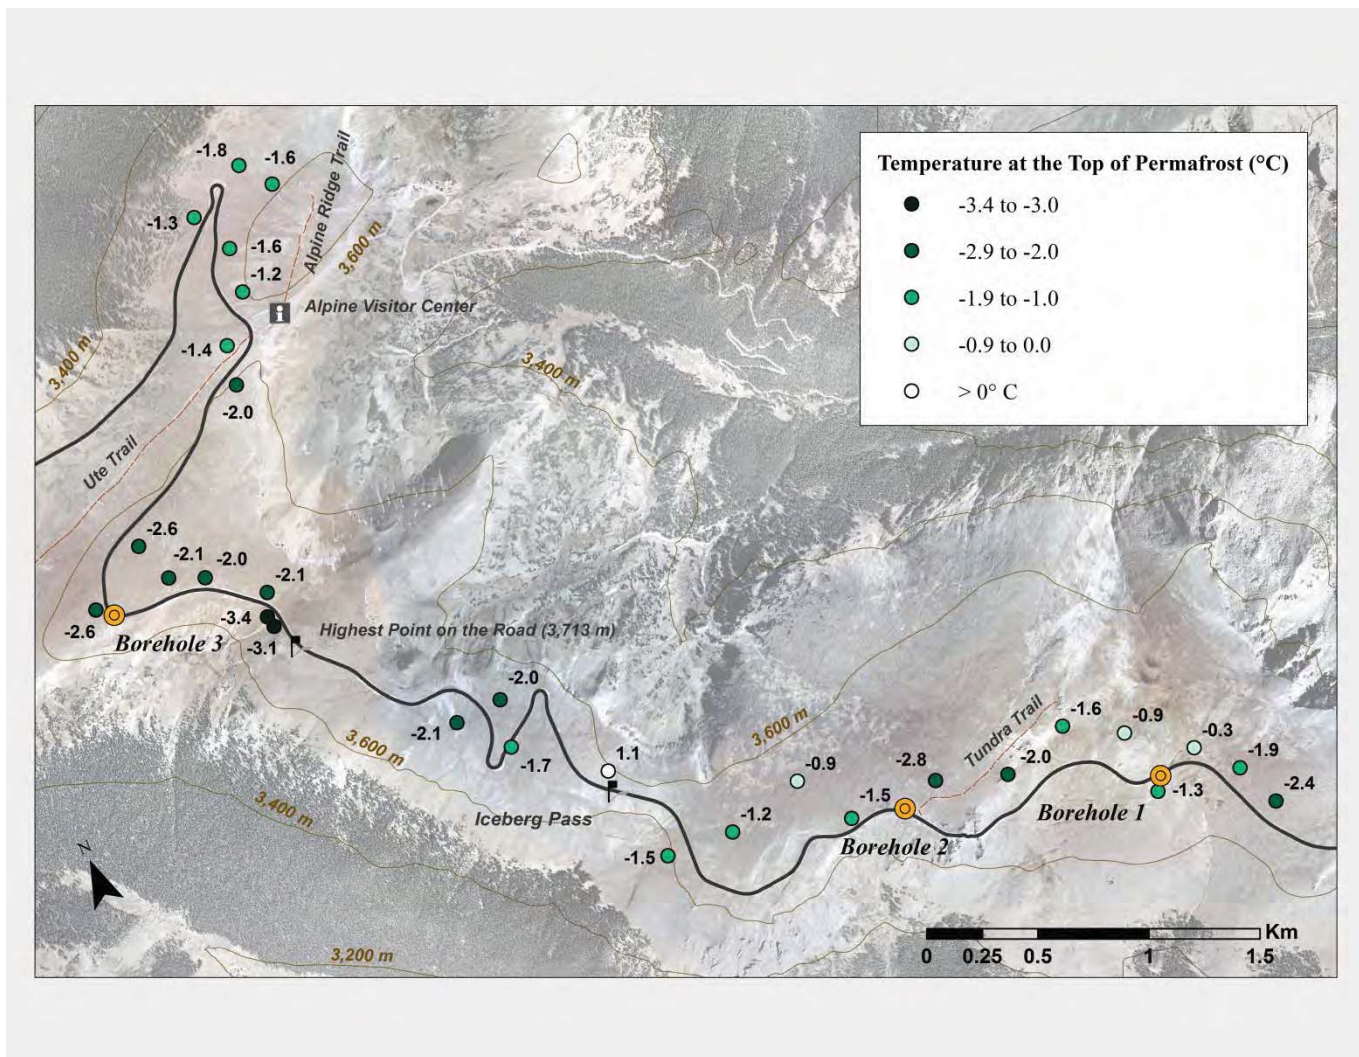 Temperature at the Top of Permafrost (°C)
-3.4 to -3.0
-2.9 to -2.0
-1.9 to -1.0
-0.9 to 0.0
> 0° C
-1.8
-1.6
Alpine Ridge Trail
-1.3
-1.6
3,600 m
-1.2
Alpine Visitor Center
i
-1.4
3,400 m
3,400 m
-2.0
Ute Trail
-2.6
-2.1
-2.0
-2.1
-2.6
-3.4
Borehole 3
-3.1
Highest Point on the Road (3,713 m)
-2.0
-2.1
-1.7
3,600 m
3,600 m
1.1
Iceberg Pass
-0.9
-2.8
Tundra Trail
-1.6
-0.9
-0.3
-1.9
-2.0
-2.4
-1.2
-1.5
-1.3
Borehole 1
Borehole 2
-1.5
3,400 m
N
3,200 m
Km
0 0.25 0.5 1 1.5